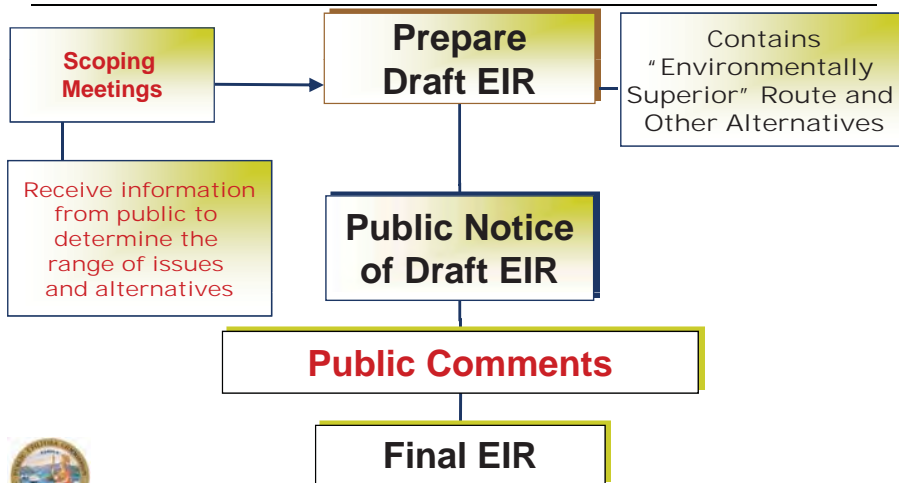 Scoping
Meetings
Prepare
Draft EIR
Contains
"Environmentally
Superior" Route and
Other Alternatives
Receive information
from public to
determine the
range of issues
and alternatives
Public Notice
of Draft EIR
Public Comments
Final EIR